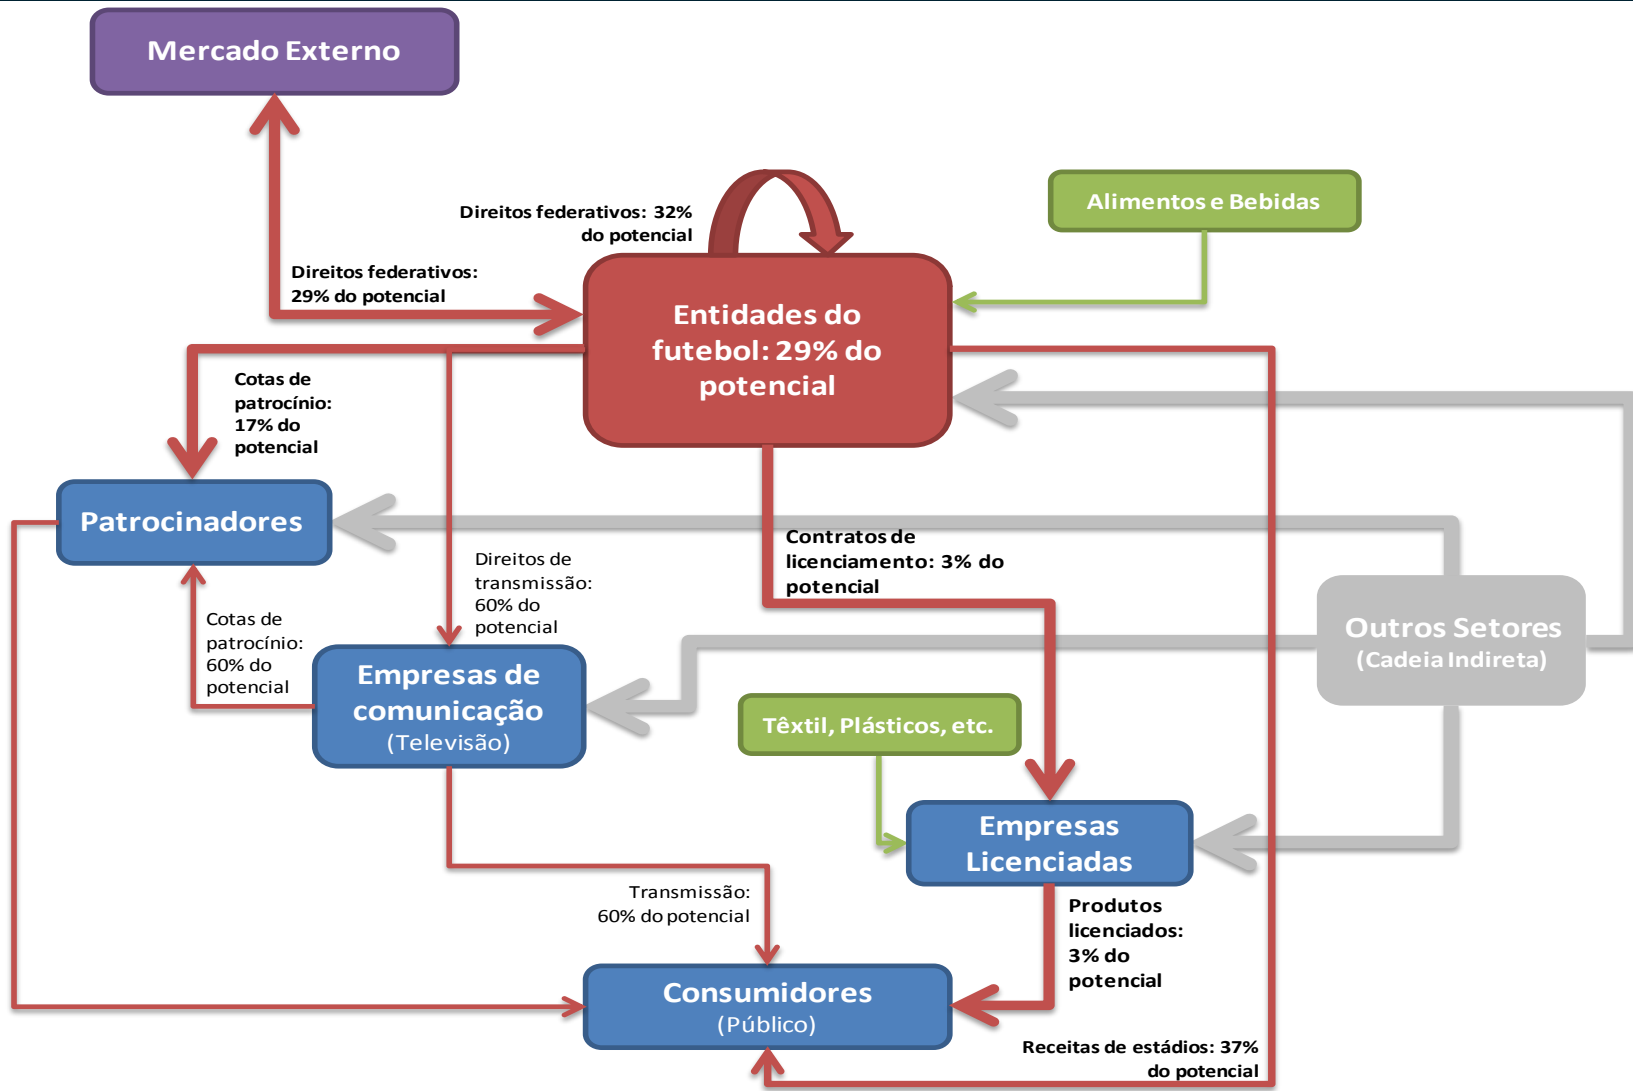 Mercado Externo
Direitos federativos: 32%
do potencial
Alimentos e Bebidas
Direitos federativos:
29% do potencial
Entidades do
futebol: 29% do
potencial
Cotas de
patrocínio:
17% do
potencial
Patrocinadores
Direitos de
transmissão:
60% do
potencial
Contratos de
licenciamento: 3% do
potencial
Outros Setores
(Cadeia Indireta)
Cotas de
patrocínio:
60% do
potencial
Empresas de
comunicação
(Televisão)
Têxtil, Plásticos, etc.
Empresas
Licenciadas
Transmissão:
60% do potencial
Produtos
licenciados:
3% do
potencial
Consumidores
(Público)
Receitas de estádios: 37%
do potencial